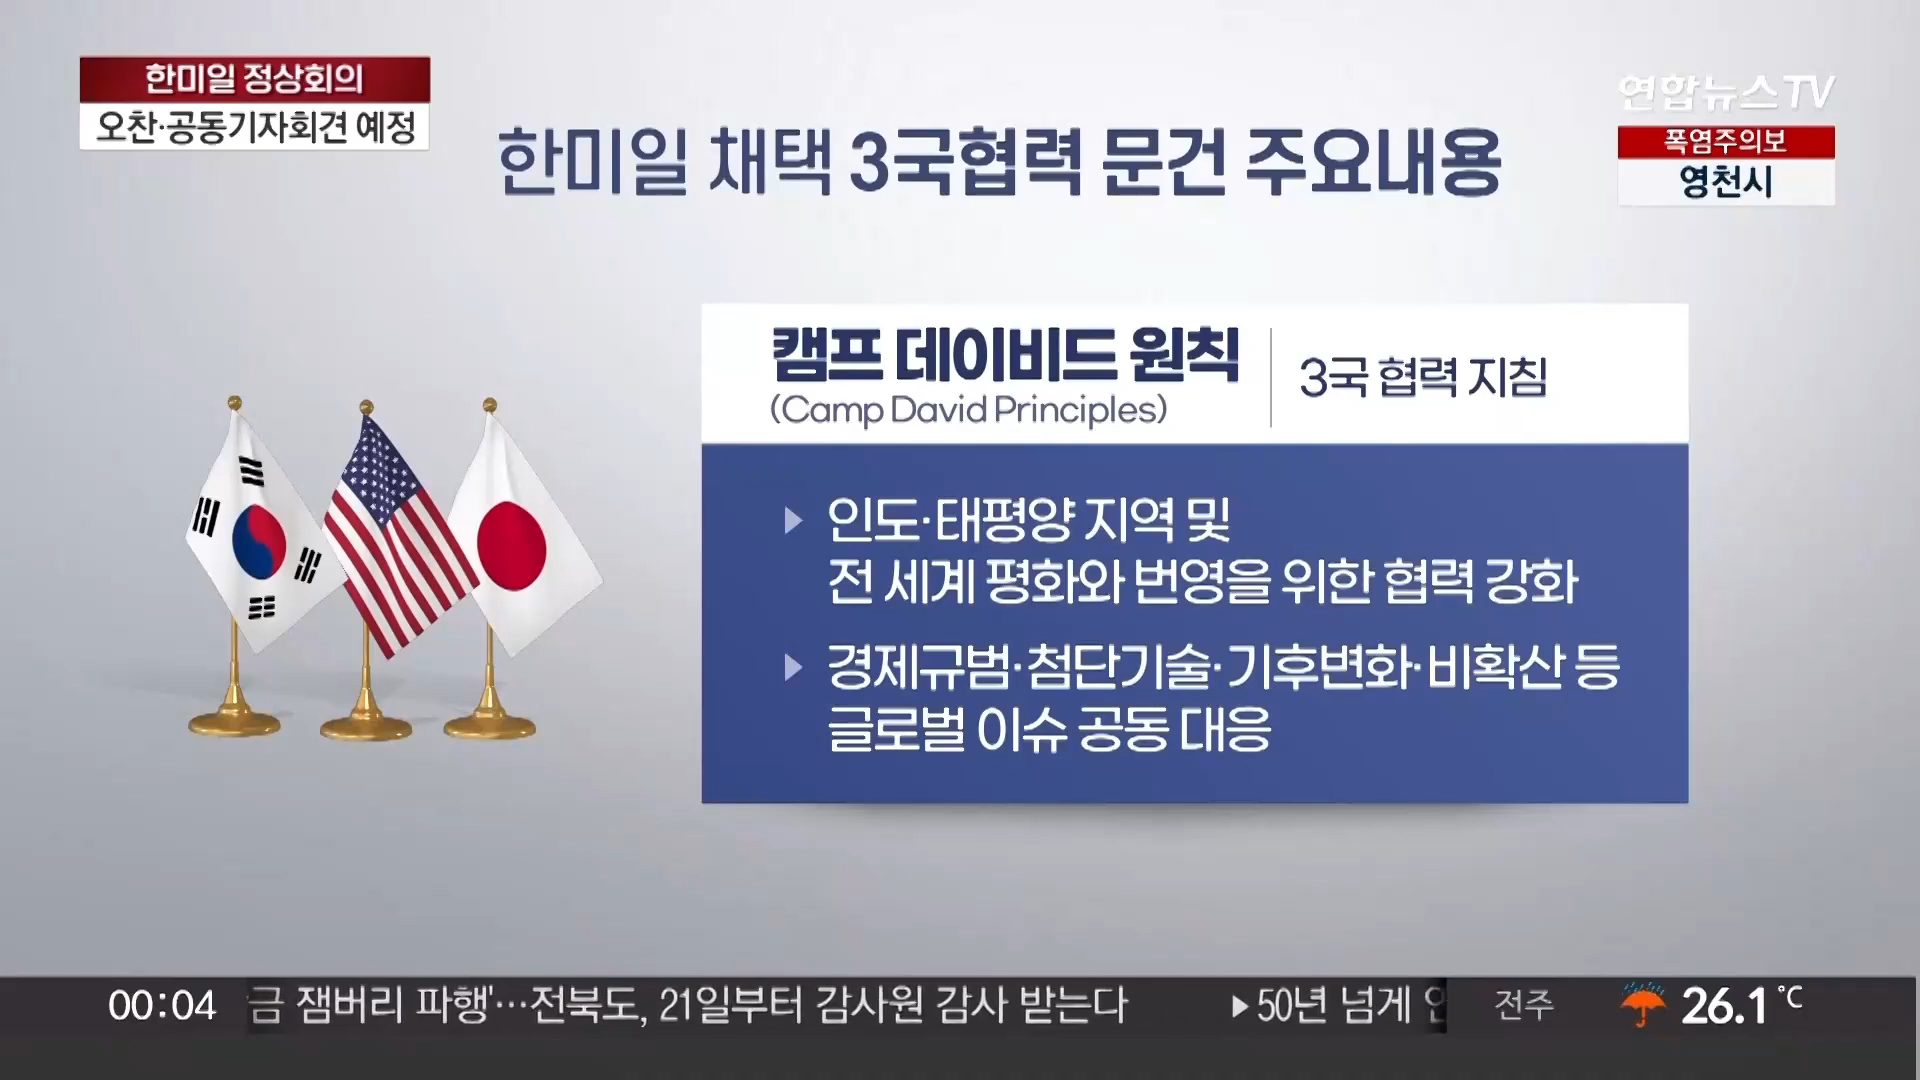 한미일 정상회의
오찬·공동기자회견 예정
연합뉴스TV
폭염주의보
영천시
한미일 채택 3국협력 문건 주요내용
캠프 데이비드 원칙
(Camp David Principles)
3국 협력 지침
인도·태평양 지역 및
전 세계 평화와 번영을 위한 협력 강화
경제규범·첨단기술·기후변화·비확산 등
글로벌 이슈 공동 대응
00:04
금 잼버리 파행'…전북도, 21일부터 감사원 감사 받는다
▶50년 넘게
전주
26.1℃